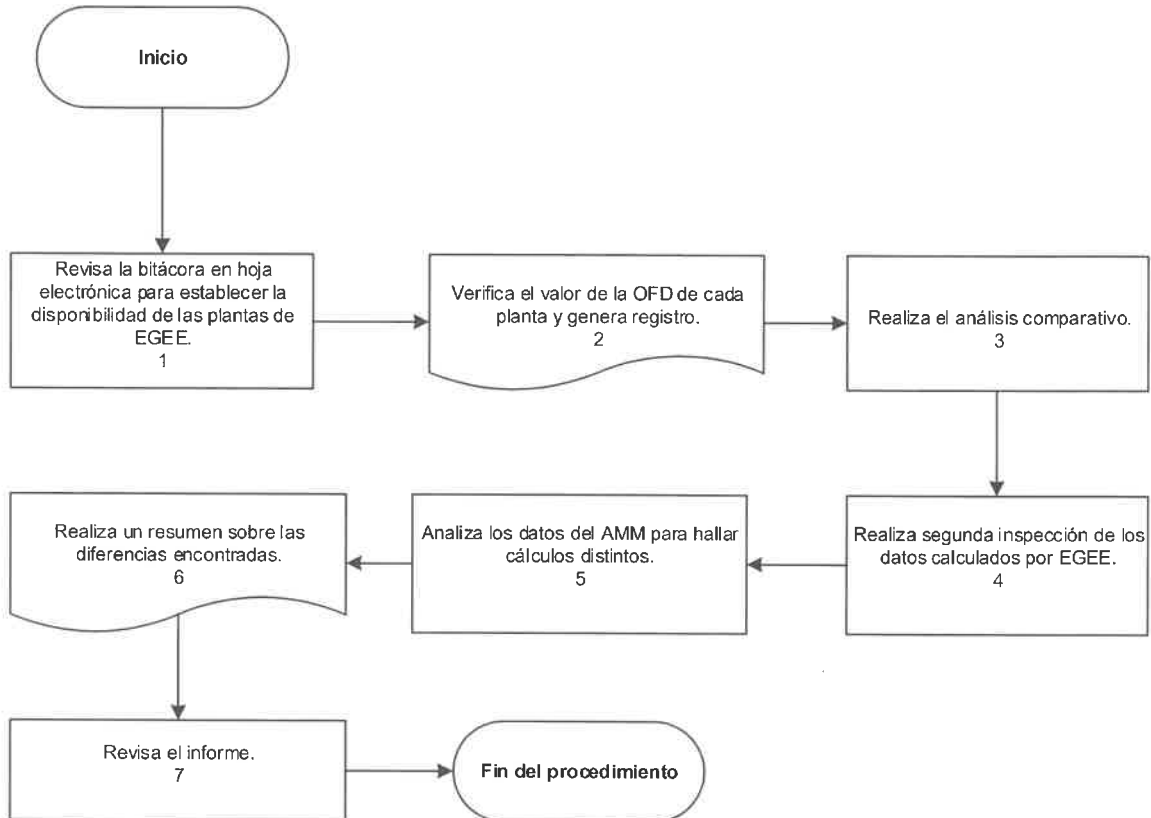 Inicio
Revisa la bitácora en hoja
electrónica para establecer la
disponibilidad de las plantas de
EGEE.
1
Verifica el valor de la OFD de cada
planta y genera registro.
2
Realiza el análisis comparativo.
3
Realiza segunda inspección de los
datos calculados por EGEE.
4
Analiza los datos del AMM para hallar
cálculos distintos.
5
Realiza un resumen sobre las
diferencias encontradas.
6
Revisa el informe.
7
Fin del procedimiento